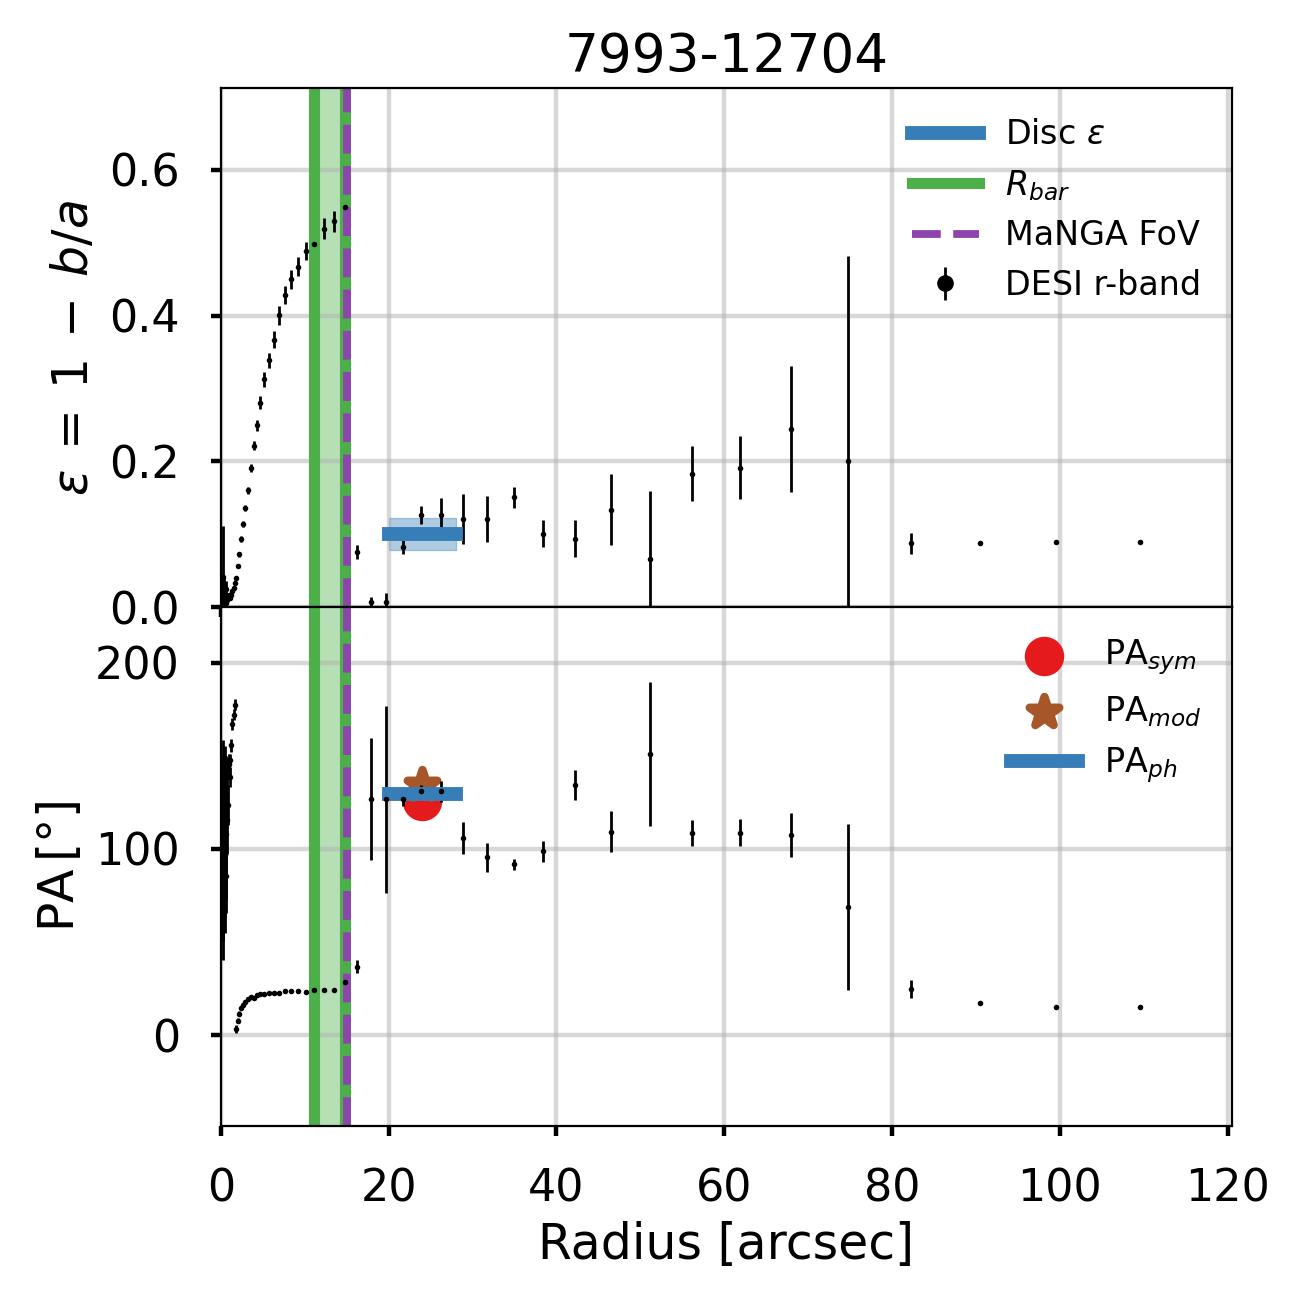 7993-12704
ε = 1 − b/a
0.6
0.4
0.2
0.0
Disc ε
R_bar
MaNGA FoV
DESI r-band
PA [°]
200
100
0
PA_sym
PA_mod
PA_ph
0 20 40 60 80 100 120
Radius [arcsec]